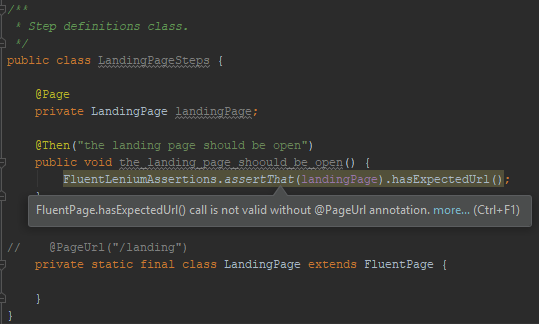 /**
* Step definitions class.
*/
public class LandingPageSteps {
@Page
private LandingPage landingPage;
@Then("the landing page should be open")
public void the_landing_page_shoould_be_open() {
FluentLeniumAssertions.assertThat(landingPage).hasExpectedUrl();
FluentPage.hasExpectedUrl() call is not valid without @PageUrl annotation. more... (Ctrl+F1)
// @PageUrl("/landing")
private static final class LandingPage extends FluentPage {
}
}